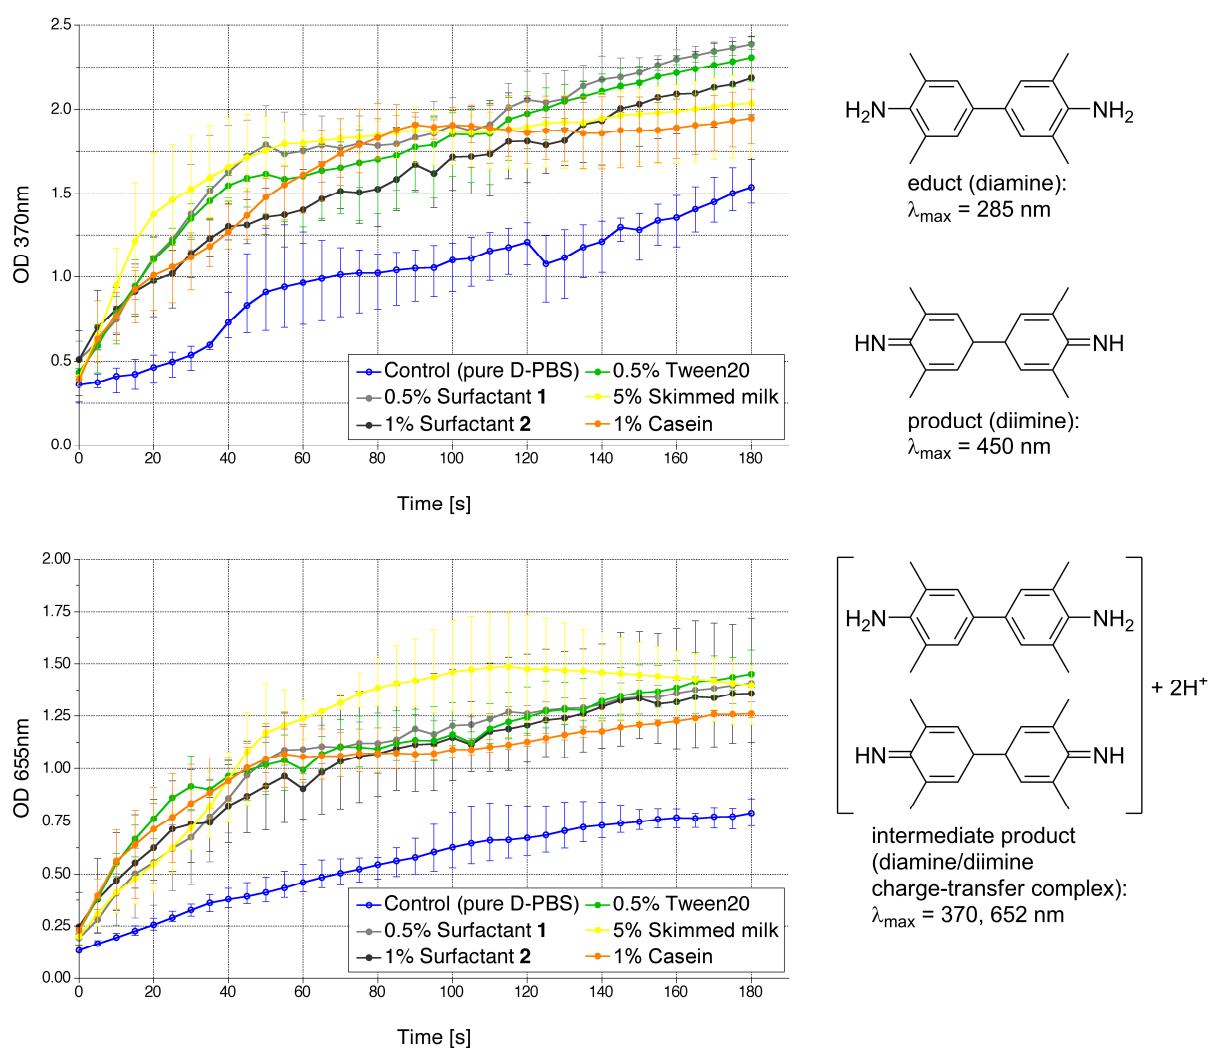 2.5
2.0
1.5
1.0
0.5
0.0
OD 370nm
0 20 40 60 80 100 120 140 160 180
Time [s]
Control (pure D-PBS)
0.5% Surfactant 1
1% Surfactant 2
0.5% Tween20
5% Skimmed milk
1% Casein
H₂N NH₂
educt (diamine):
λmax = 285 nm
HN NH
product (diimine):
λmax = 450 nm
2.00
1.75
1.50
1.25
1.00
0.75
0.50
0.25
0.00
OD 655nm
0 20 40 60 80 100 120 140 160 180
Time [s]
Control (pure D-PBS)
0.5% Surfactant 1
1% Surfactant 2
0.5% Tween20
5% Skimmed milk
1% Casein
H₂N NH₂
HN NH
+ 2H⁺
intermediate product
(diamine/diimine
charge-transfer complex):
λmax = 370, 652 nm